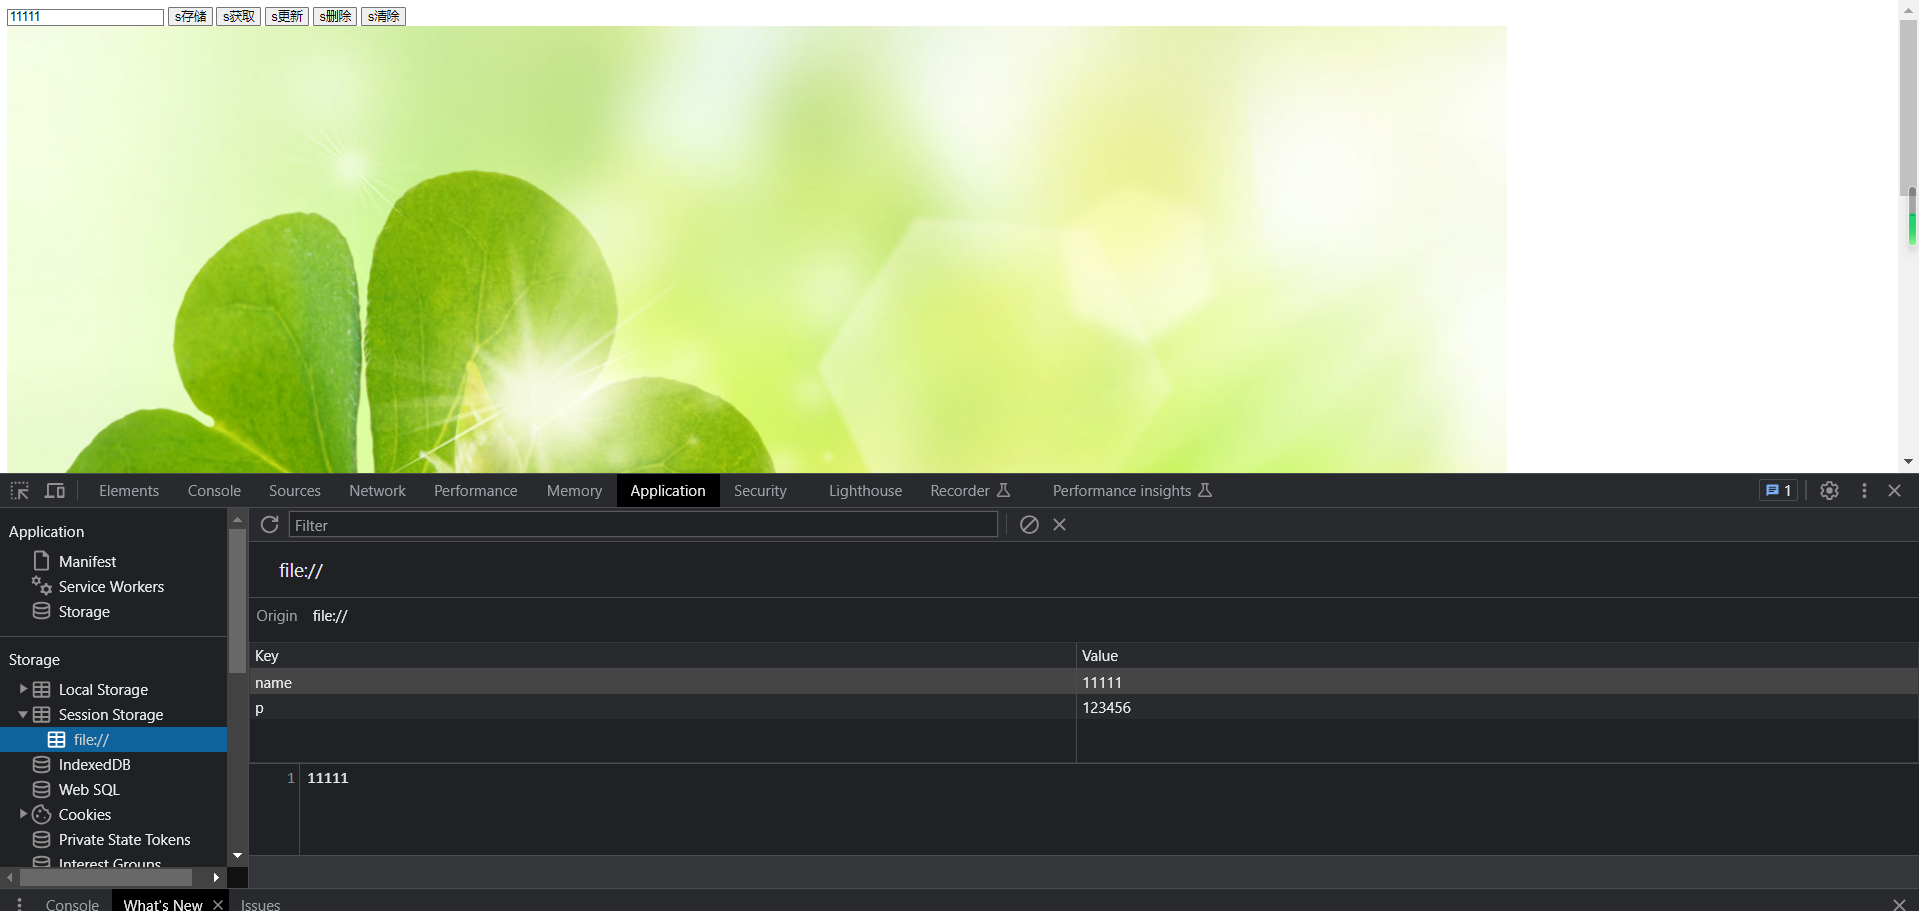 11111 s存储 s获取 s更新 s删除 s清除
Elements Console Sources Network Performance Memory Application Security Lighthouse Recorder Performance insights 1
Application
Manifest
Service Workers
Storage
Storage
Local Storage
Session Storage
file://
IndexedDB
Web SQL
Cookies
Private State Tokens
Interest Groups
Filter
file://
Origin file://
Key Value
name 11111
p 123456
1 11111
Console What's New Issues